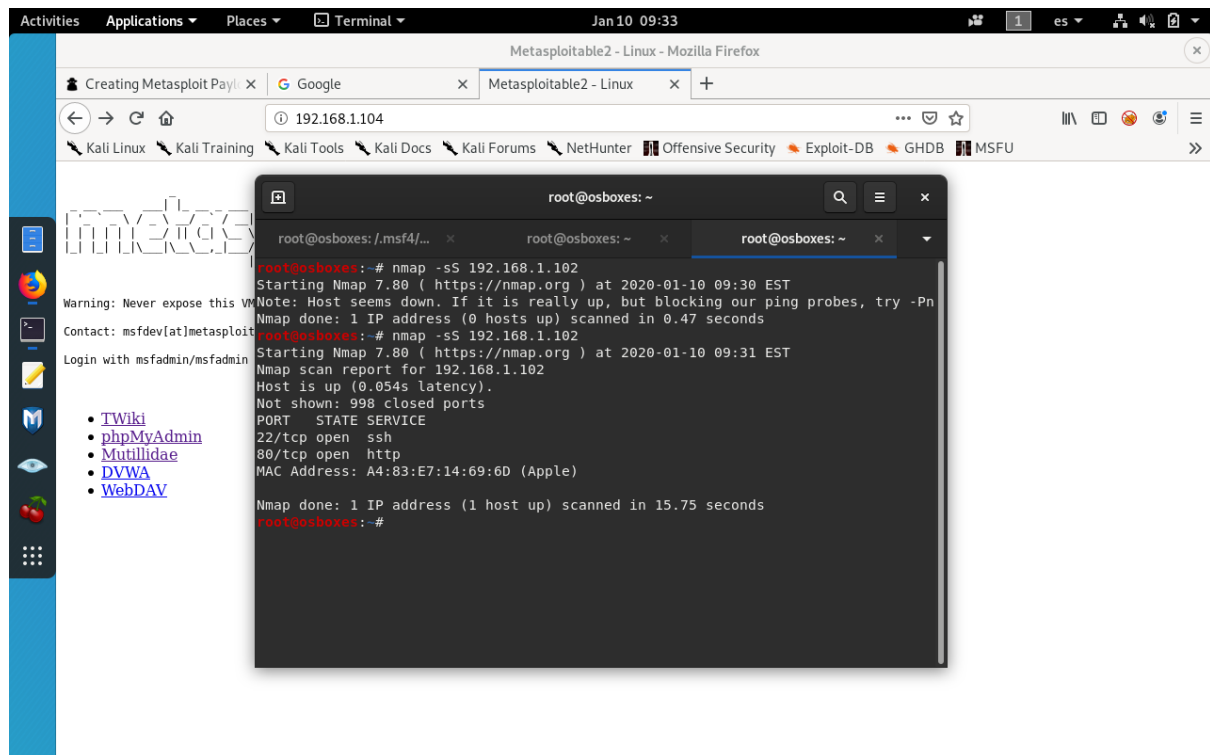 Activities Applications Places Terminal Jan 10 09:33 1 es
Metasploitable2 - Linux - Mozilla Firefox
Creating Metasploit Paylo Google Metasploitable2 - Linux
192.168.1.104
Kali Linux Kali Training Kali Tools Kali Docs Kali Forums NetHunter Offensive Security Exploit-DB GHDB MSFU
root@osboxes: ~
root@osboxes: /.msf4/... root@osboxes: ~ root@osboxes: ~
metas
Warning: Never expose this VM
Contact: msfdev[at]metasploit
Login with msfadmin/msfadmin
TWiki
phpMyAdmin
Mutillidae
DVWA
WebDAV
root@osboxes:~# nmap -sS 192.168.1.102
Starting Nmap 7.80 ( https://nmap.org ) at 2020-01-10 09:30 EST
Note: Host seems down. If it is really up, but blocking our ping probes, try -Pn
Nmap done: 1 IP address (0 hosts up) scanned in 0.47 seconds
root@osboxes:~# nmap -sS 192.168.1.102
Starting Nmap 7.80 ( https://nmap.org ) at 2020-01-10 09:31 EST
Nmap scan report for 192.168.1.102
Host is up (0.054s latency).
Not shown: 998 closed ports
PORT STATE SERVICE
22/tcp open ssh
80/tcp open http
MAC Address: A4:83:E7:14:69:6D (Apple)
Nmap done: 1 IP address (1 host up) scanned in 15.75 seconds
root@osboxes:~#